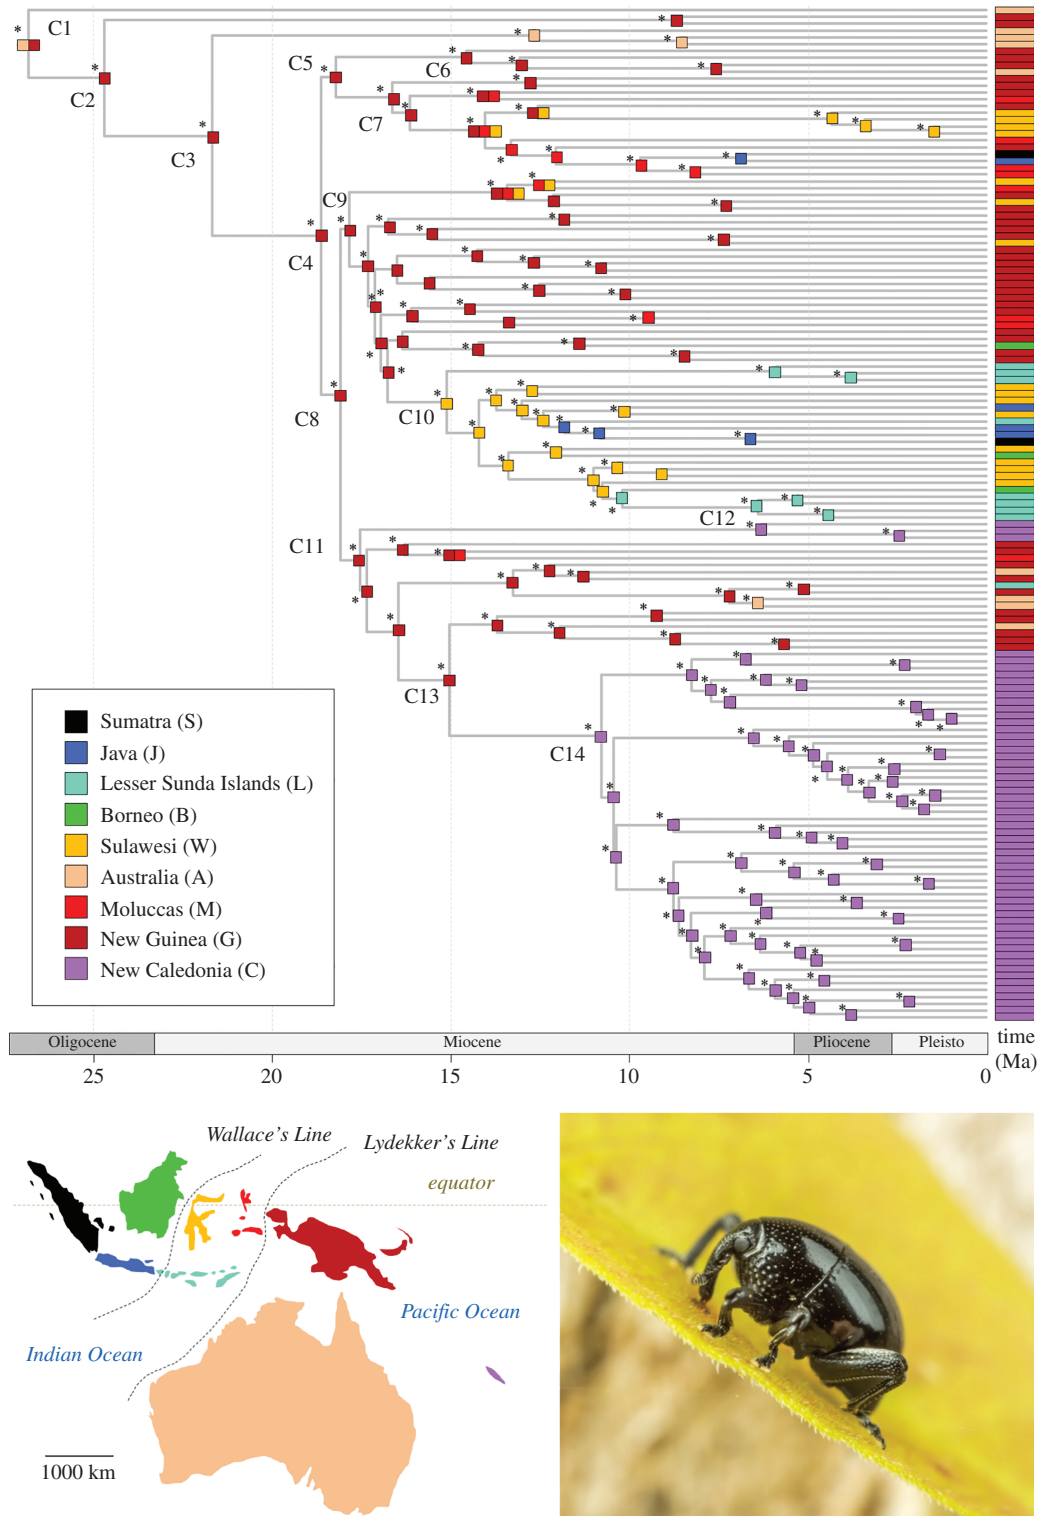 C1
C2
C3
C5
C6
C7
C9
C4
C8
C10
C12
C11
C13
C14
Sumatra (S)
Java (J)
Lesser Sunda Islands (L)
Borneo (B)
Sulawesi (W)
Australia (A)
Moluccas (M)
New Guinea (G)
New Caledonia (C)
Oligocene Miocene Pliocene Pleisto time
25 20 15 10 5 0 (Ma)
Wallace's Line
Lydekker's Line
equator
Pacific Ocean
Indian Ocean
1000 km